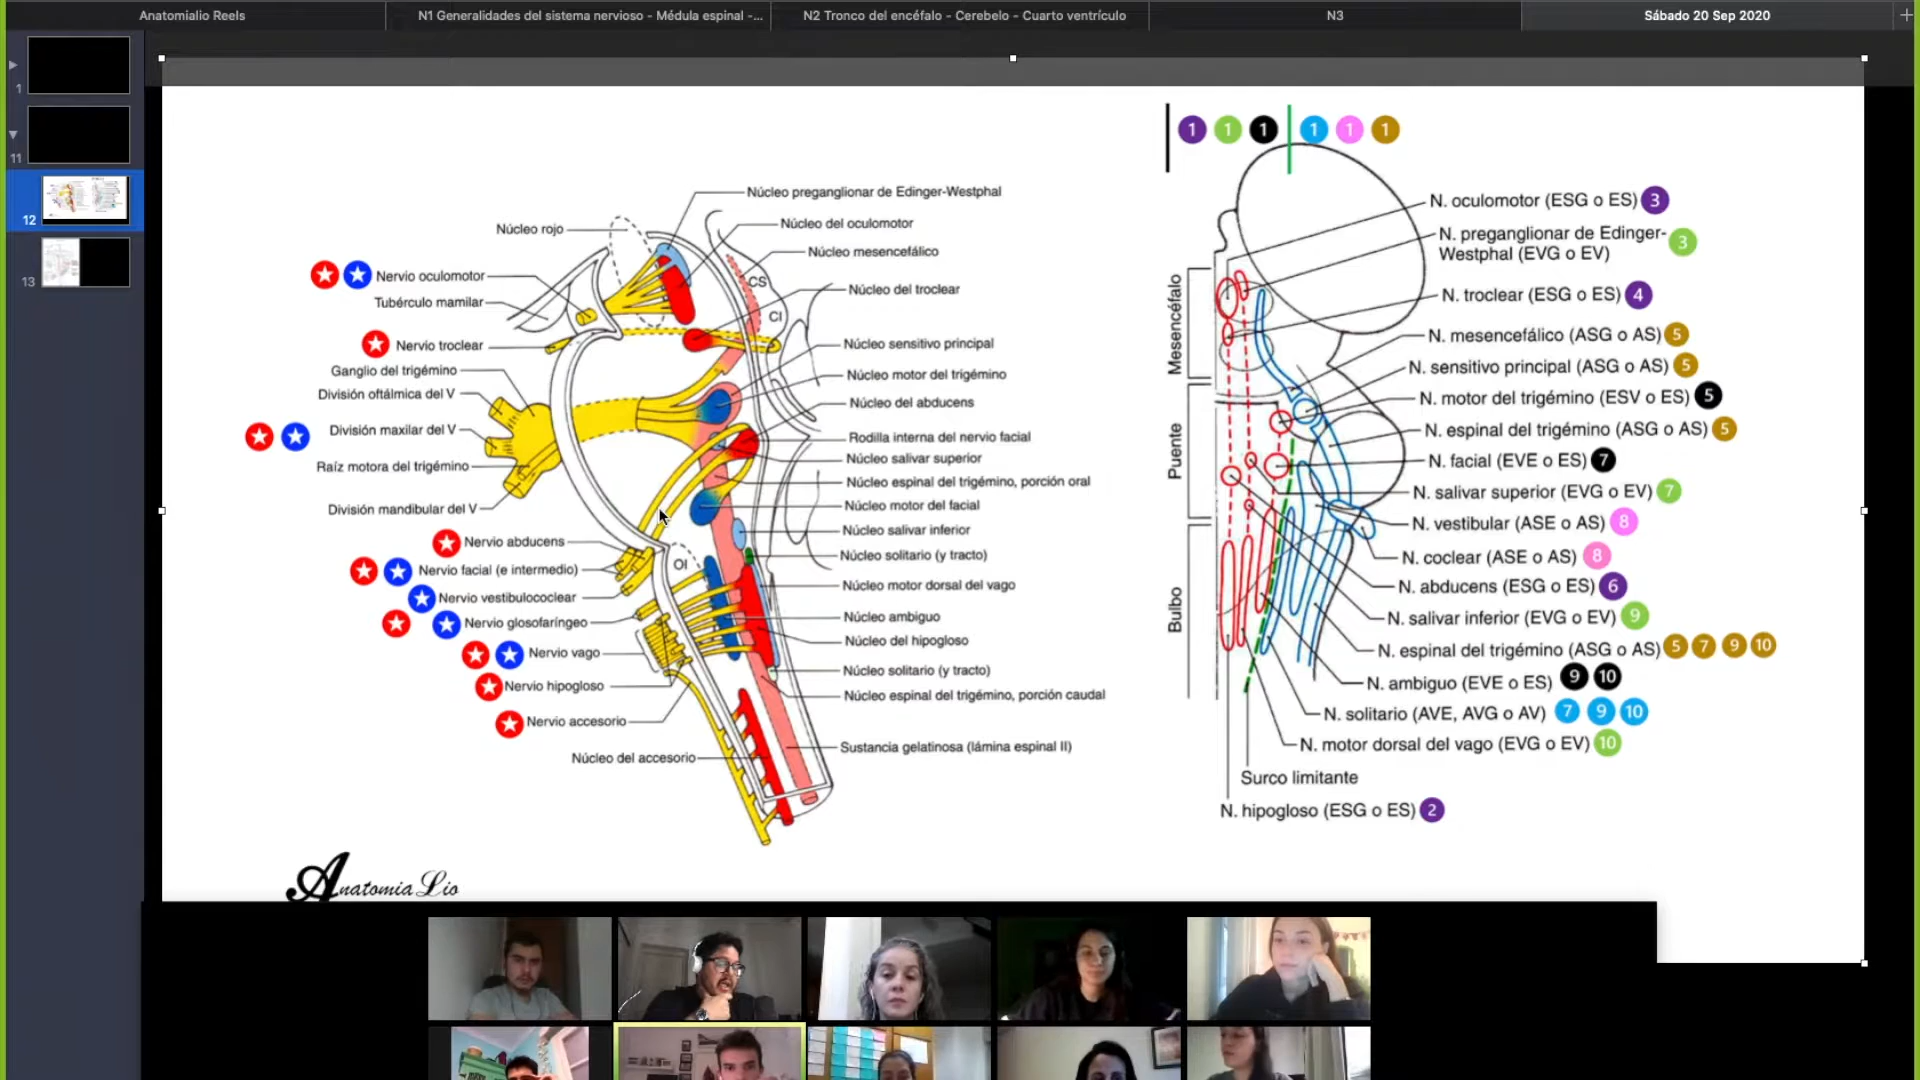 Anatomialio Reels
N1 Generalidades del sistema nervioso - Médula espinal -...
N2 Tronco del encéfalo - Cerebelo - Cuarto ventrículo
N3
Sábado 20 Sep 2020
1
11
12
13
Núcleo preganglionar de Edinger-Westphal
Núcleo rojo
Núcleo del oculomotor
Núcleo mesencefálico
Nervio oculomotor
CS
Núcleo del troclear
Tubérculo mamilar
CI
Nervio troclear
Núcleo sensitivo principal
Ganglio del trigémino
Núcleo motor del trigémino
División oftálmica del V
Núcleo del abducens
División maxilar del V
Rodilla interna del nervio facial
Núcleo salivar superior
Raíz motora del trigémino
Núcleo espinal del trigémino, porción oral
División mandibular del V
Núcleo motor del facial
Núcleo salivar inferior
Nervio abducens
Núcleo solitario (y tracto)
OI
Nervio facial (e intermedio)
Núcleo motor dorsal del vago
Nervio vestibulococlear
Núcleo ambiguo
Nervio glosofaríngeo
Núcleo del hipogloso
Nervio vago
Núcleo solitario (y tracto)
Nervio hipogloso
Núcleo espinal del trigémino, porción caudal
Nervio accesorio
Sustancia gelatinosa (lámina espinal II)
Núcleo del accesorio
Anatomia Lio
1 1 1 1 1 1
N. oculomotor (ESG o ES) 3
N. preganglionar de Edinger-
Westphal (EVG o EV) 3
N. troclear (ESG o ES) 4
Mesencéfalo
N. mesencefálico (ASG o AS) 5
N. sensitivo principal (ASG o AS) 5
N. motor del trigémino (ESV o ES) 5
N. espinal del trigémino (ASG o AS) 5
Puente
N. facial (EVE o ES) 7
N. salivar superior (EVG o EV) 7
N. vestibular (ASE o AS) 8
N. coclear (ASE o AS) 8
N. abducens (ESG o ES) 6
Bulbo
N. salivar inferior (EVG o EV) 9
N. espinal del trigémino (ASG o AS) 5 7 9 10
N. ambiguo (EVE o ES) 9 10
N. solitario (AVE, AVG o AV) 7 9 10
N. motor dorsal del vago (EVG o EV) 10
Surco limitante
N. hipogloso (ESG o ES) 2